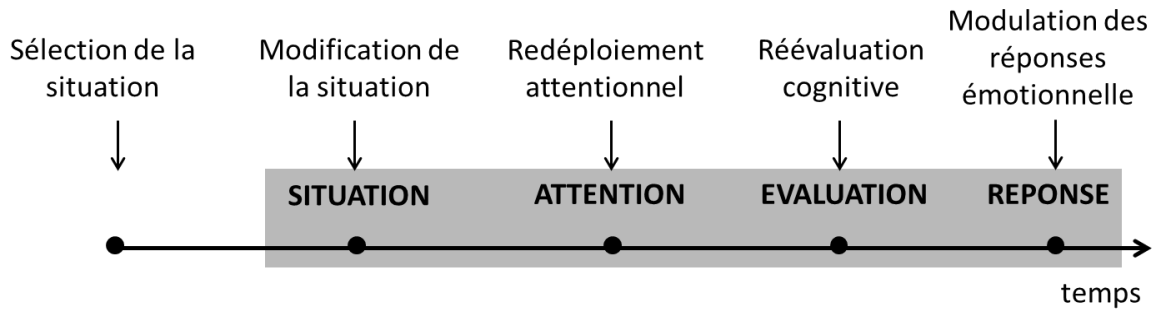 Sélection de la
situation
Modification de
la situation
Redéploiement
attentionnel
Réévaluation
cognitive
Modulation des
réponses
émotionnelle
SITUATION
ATTENTION
EVALUATION
REPONSE
temps